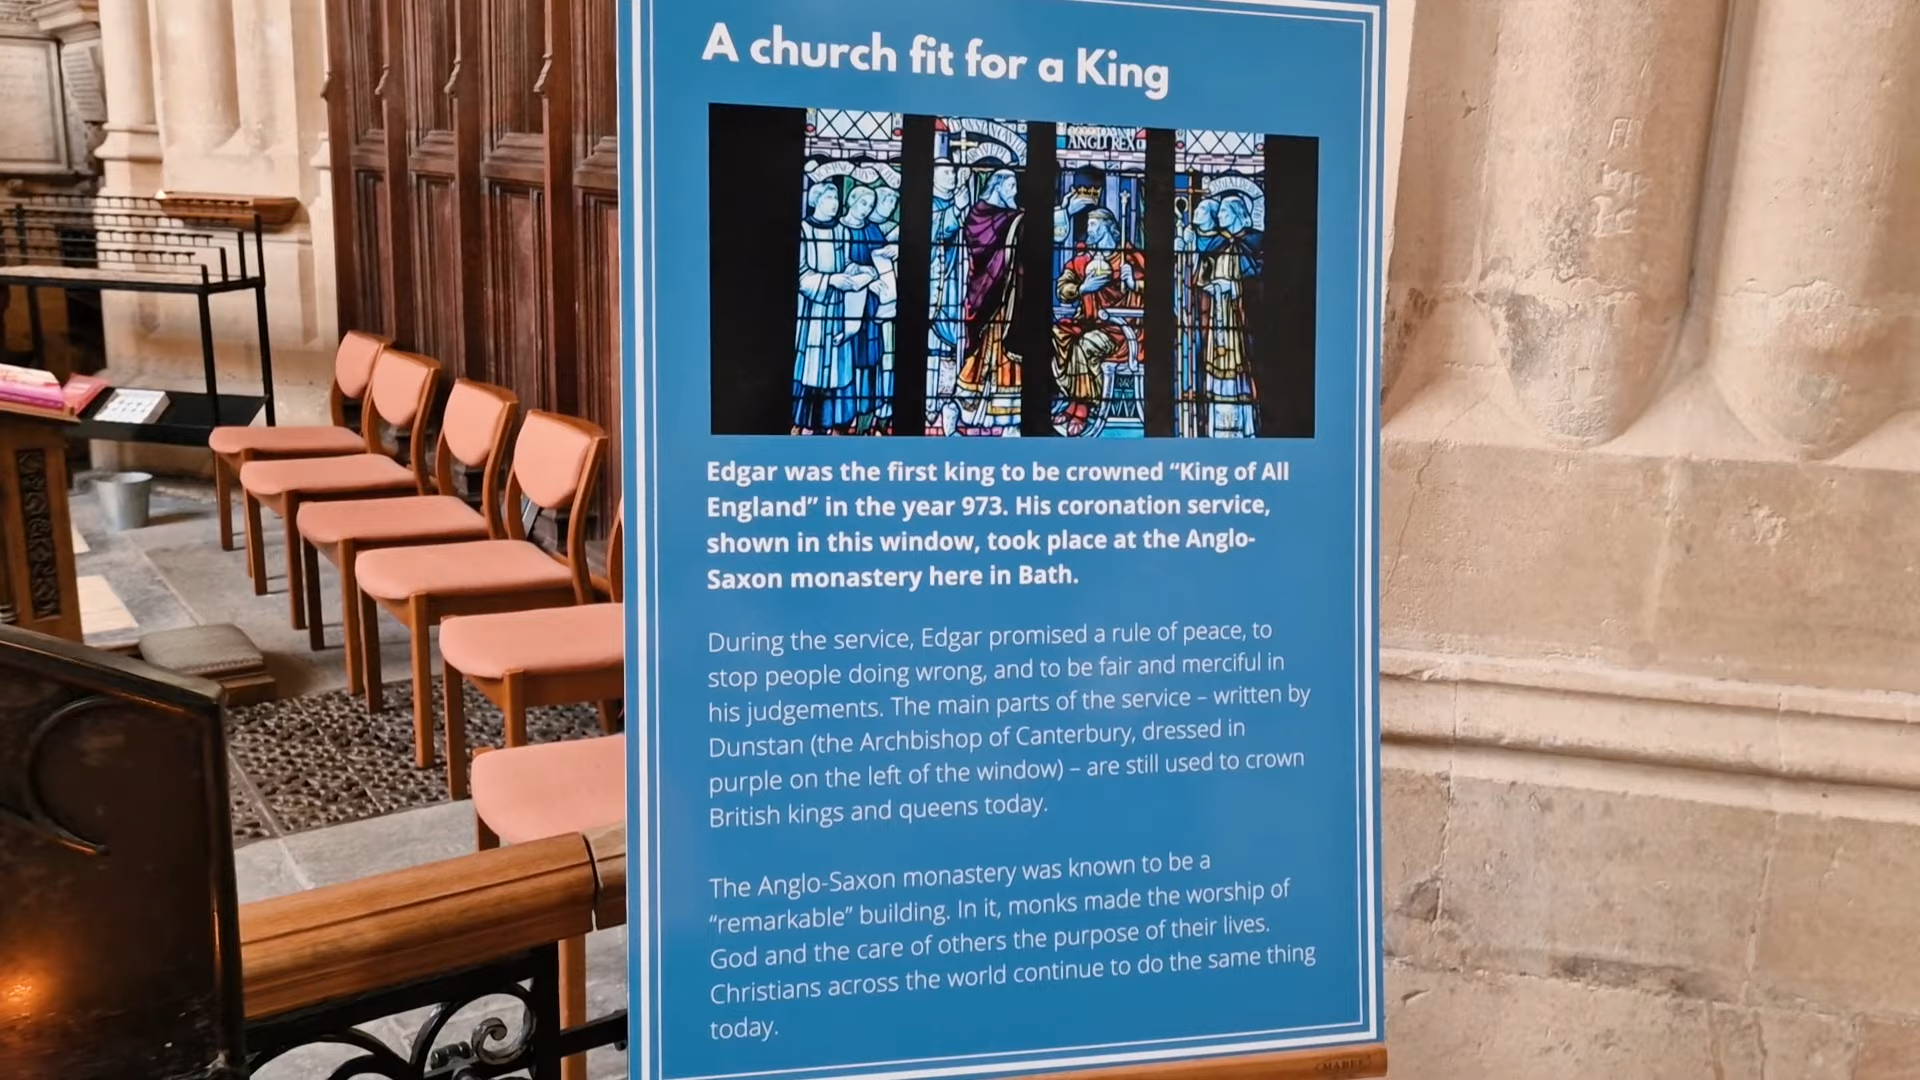 A church fit for a King
ANGLI REX
Edgar was the first king to be crowned “King of All
England” in the year 973. His coronation service,
shown in this window, took place at the Anglo-
Saxon monastery here in Bath.
During the service, Edgar promised a rule of peace, to
stop people doing wrong, and to be fair and merciful in
his judgements. The main parts of the service – written by
Dunstan (the Archbishop of Canterbury, dressed in
purple on the left of the window) – are still used to crown
British kings and queens today.
The Anglo-Saxon monastery was known to be a
“remarkable” building. In it, monks made the worship of
God and the care of others the purpose of their lives.
Christians across the world continue to do the same thing
today.